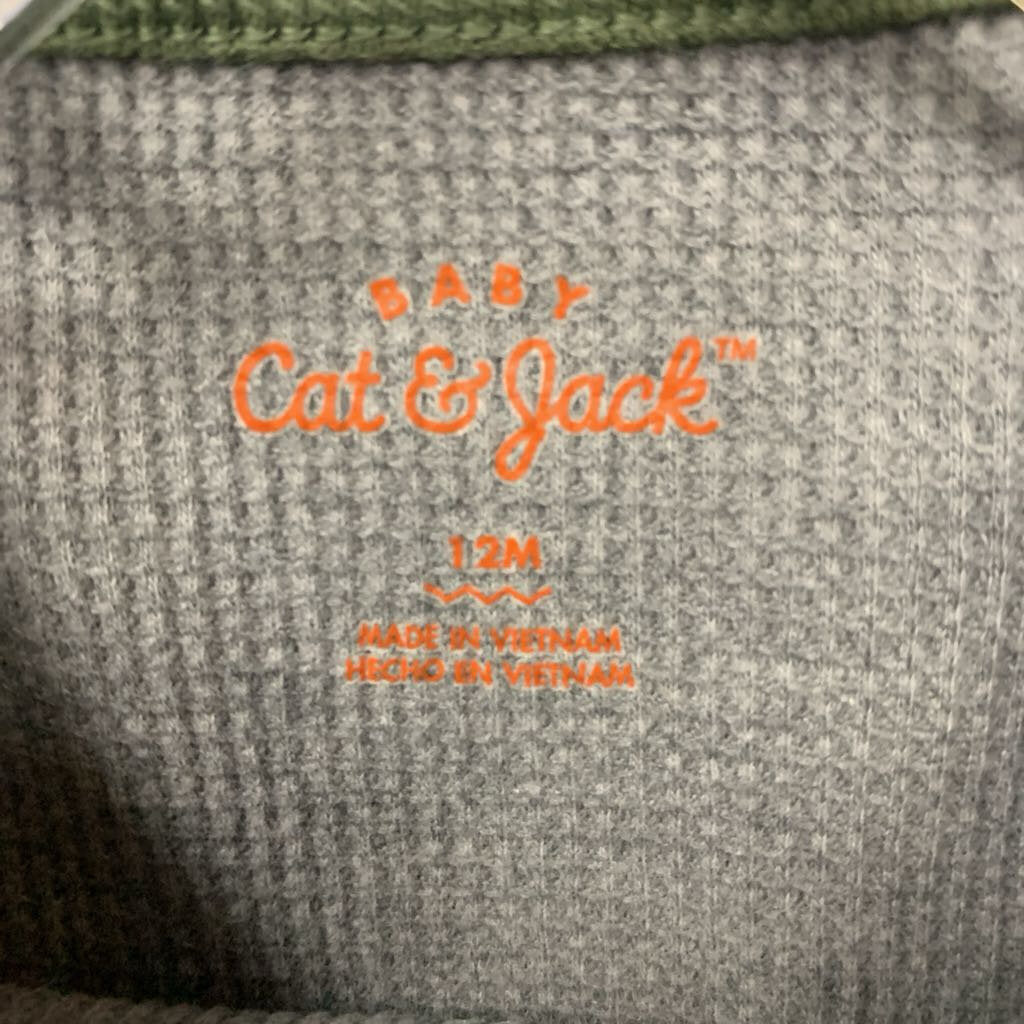 BABY
Cat & Jack™
12M
MADE IN VIETNAM
HECHO EN VIETNAM